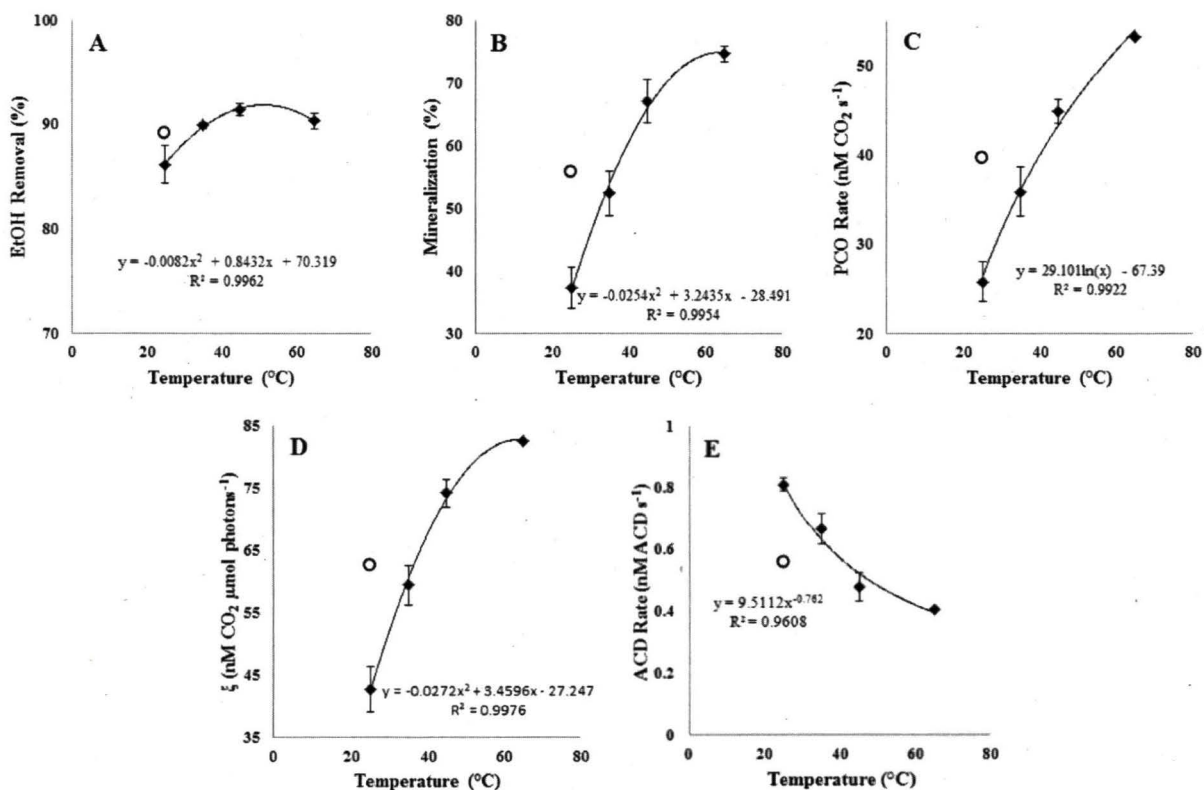 A
EtOH Removal (%)
100
90
80
70
0 20 40 60 80
Temperature (°C)
y = -0.0082x² + 0.8432x + 70.319
R² = 0.9962
B
Mineralization (%)
80
70
60
50
40
30
0 20 40 60 80
Temperature (°C)
y = -0.0254x² + 3.2435x - 28.491
R² = 0.9954
C
PCO Rate (nM CO₂ s⁻¹)
50
40
30
20
0 20 40 60 80
Temperature (°C)
y = 29.101ln(x) - 67.39
R² = 0.9922
D
ξ (nM CO₂ μmol photons⁻¹)
85
75
65
55
45
35
0 20 40 60 80
Temperature (°C)
y = -0.0272x² + 3.4596x - 27.247
R² = 0.9976
E
ACD Rate (nMACD s⁻¹)
1
0.8
0.6
0.4
0.2
0
0 20 40 60 80
Temperature (°C)
y = 9.5112x⁻⁰·⁷⁶²
R² = 0.9608